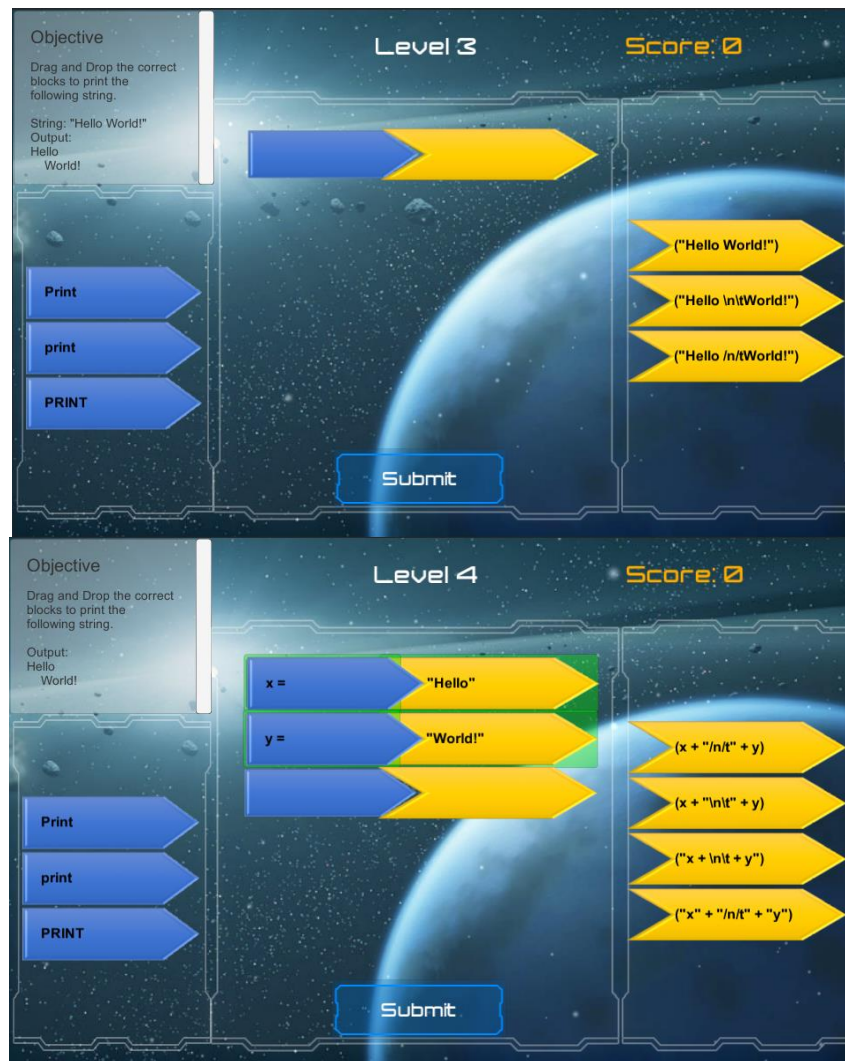 Objective
Level 3
Score: 0
Drag and Drop the correct
blocks to print the
following string.
String: "Hello World!"
Output:
Hello
World!
Print
print
PRINT
("Hello World!")
("Hello \n\tWorld!")
("Hello /n/tWorld!")
Submit
Objective
Level 4
Score: 0
Drag and Drop the correct
blocks to print the
following string.
Output:
Hello
World!
x = "Hello"
y = "World!"
Print
print
PRINT
(x + "/n/t" + y)
(x + "\n\t" + y)
("x + \n\t + y")
("x" + "/n/t" + "y")
Submit